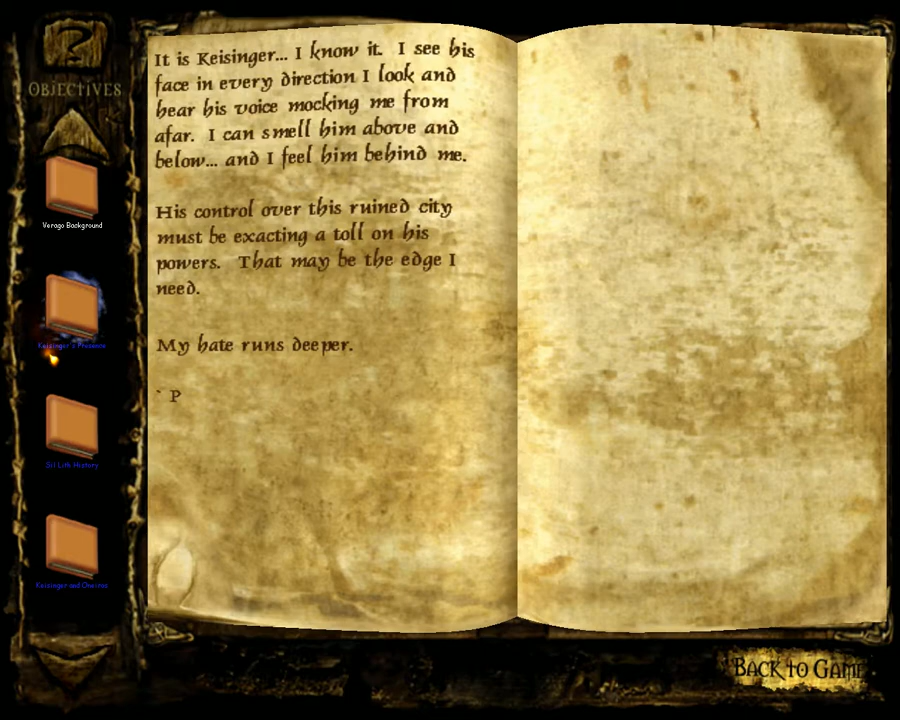 OBJECTIVES
Verago Background
Keisinger's Presence
Sil Lith History
Keisinger and Oneiros
It is Keisinger... I know it. I see his
face in every direction I look and
hear his voice mocking me from
afar. I can smell him above and
below... and I feel him behind me.
His control over this ruined city
must be exacting a toll on his
powers. That may be the edge I
need.
My hate runs deeper.
` P
BACK TO GAME